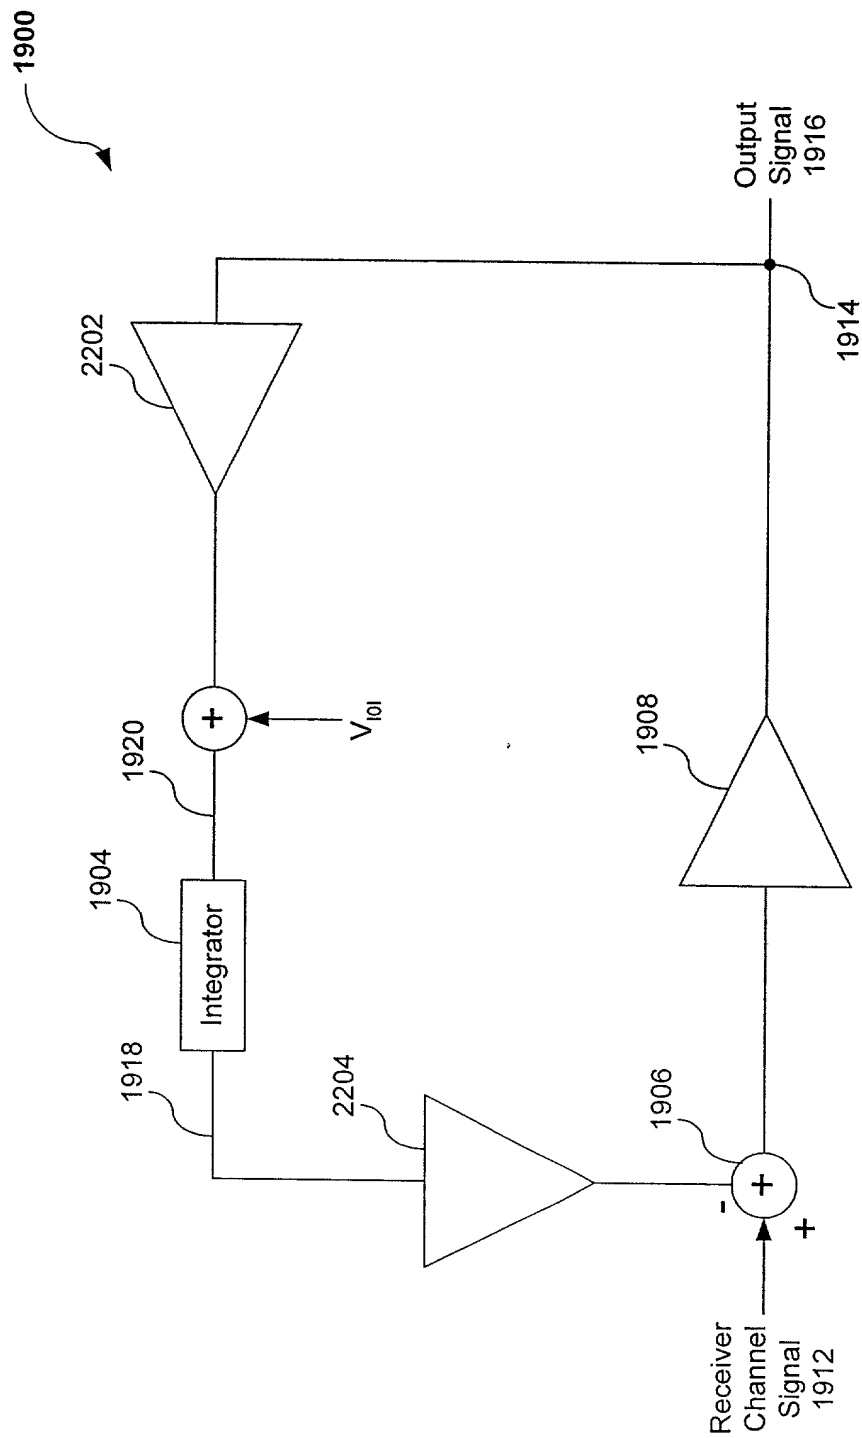 1900
2202
1920
1904
Integrator
1918
2204
V_IOI
1908
1906
+
+
-
+
Receiver
Channel
Signal
1912
Output
Signal
1916
1914